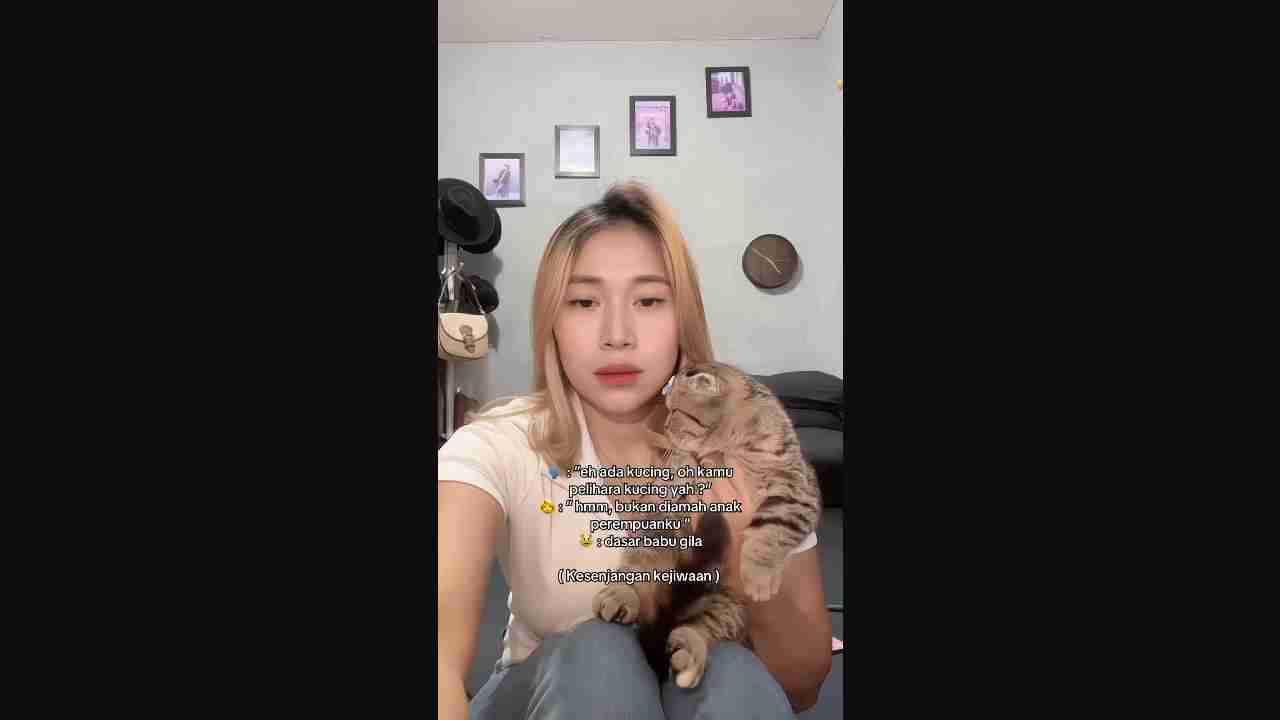 🗣️ : “eh ada kucing, oh kamu
pelihara kucing yah ?”
👩 : “ hmm, bukan diamah anak
perempuanku ”
🐱 : dasar babu gila
( Kesenjangan kejiwaan )